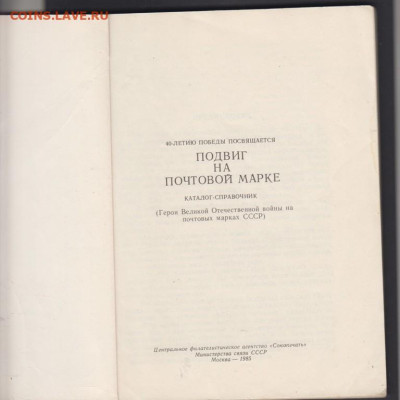 COINS.LAVE.RU
40-ЛЕТИЮ ПОБЕДЫ ПОСВЯЩАЕТСЯ
ПОДВИГ
НА
ПОЧТОВОЙ МАРКЕ
КАТАЛОГ-СПРАВОЧНИК
(Герои Великой Отечественной войны на
почтовых марках СССР)
Центральное филателистическое агентство «Союзпечать»
Министерства связи СССР
Москва — 1985